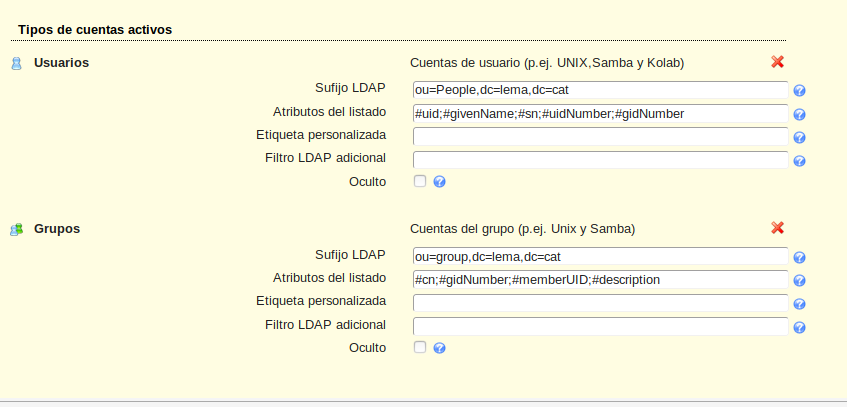 Tipos de cuentas activos
Usuarios Cuentas de usuario (p.ej. UNIX,Samba y Kolab)
Sufijo LDAP ou=People,dc=lema,dc=cat
Atributos del listado #uid;#givenName;#sn;#uidNumber;#gidNumber
Etiqueta personalizada
Filtro LDAP adicional
Oculto
Grupos Cuentas del grupo (p.ej. Unix y Samba)
Sufijo LDAP ou=group,dc=lema,dc=cat
Atributos del listado #cn;#gidNumber;#memberUID;#description
Etiqueta personalizada
Filtro LDAP adicional
Oculto